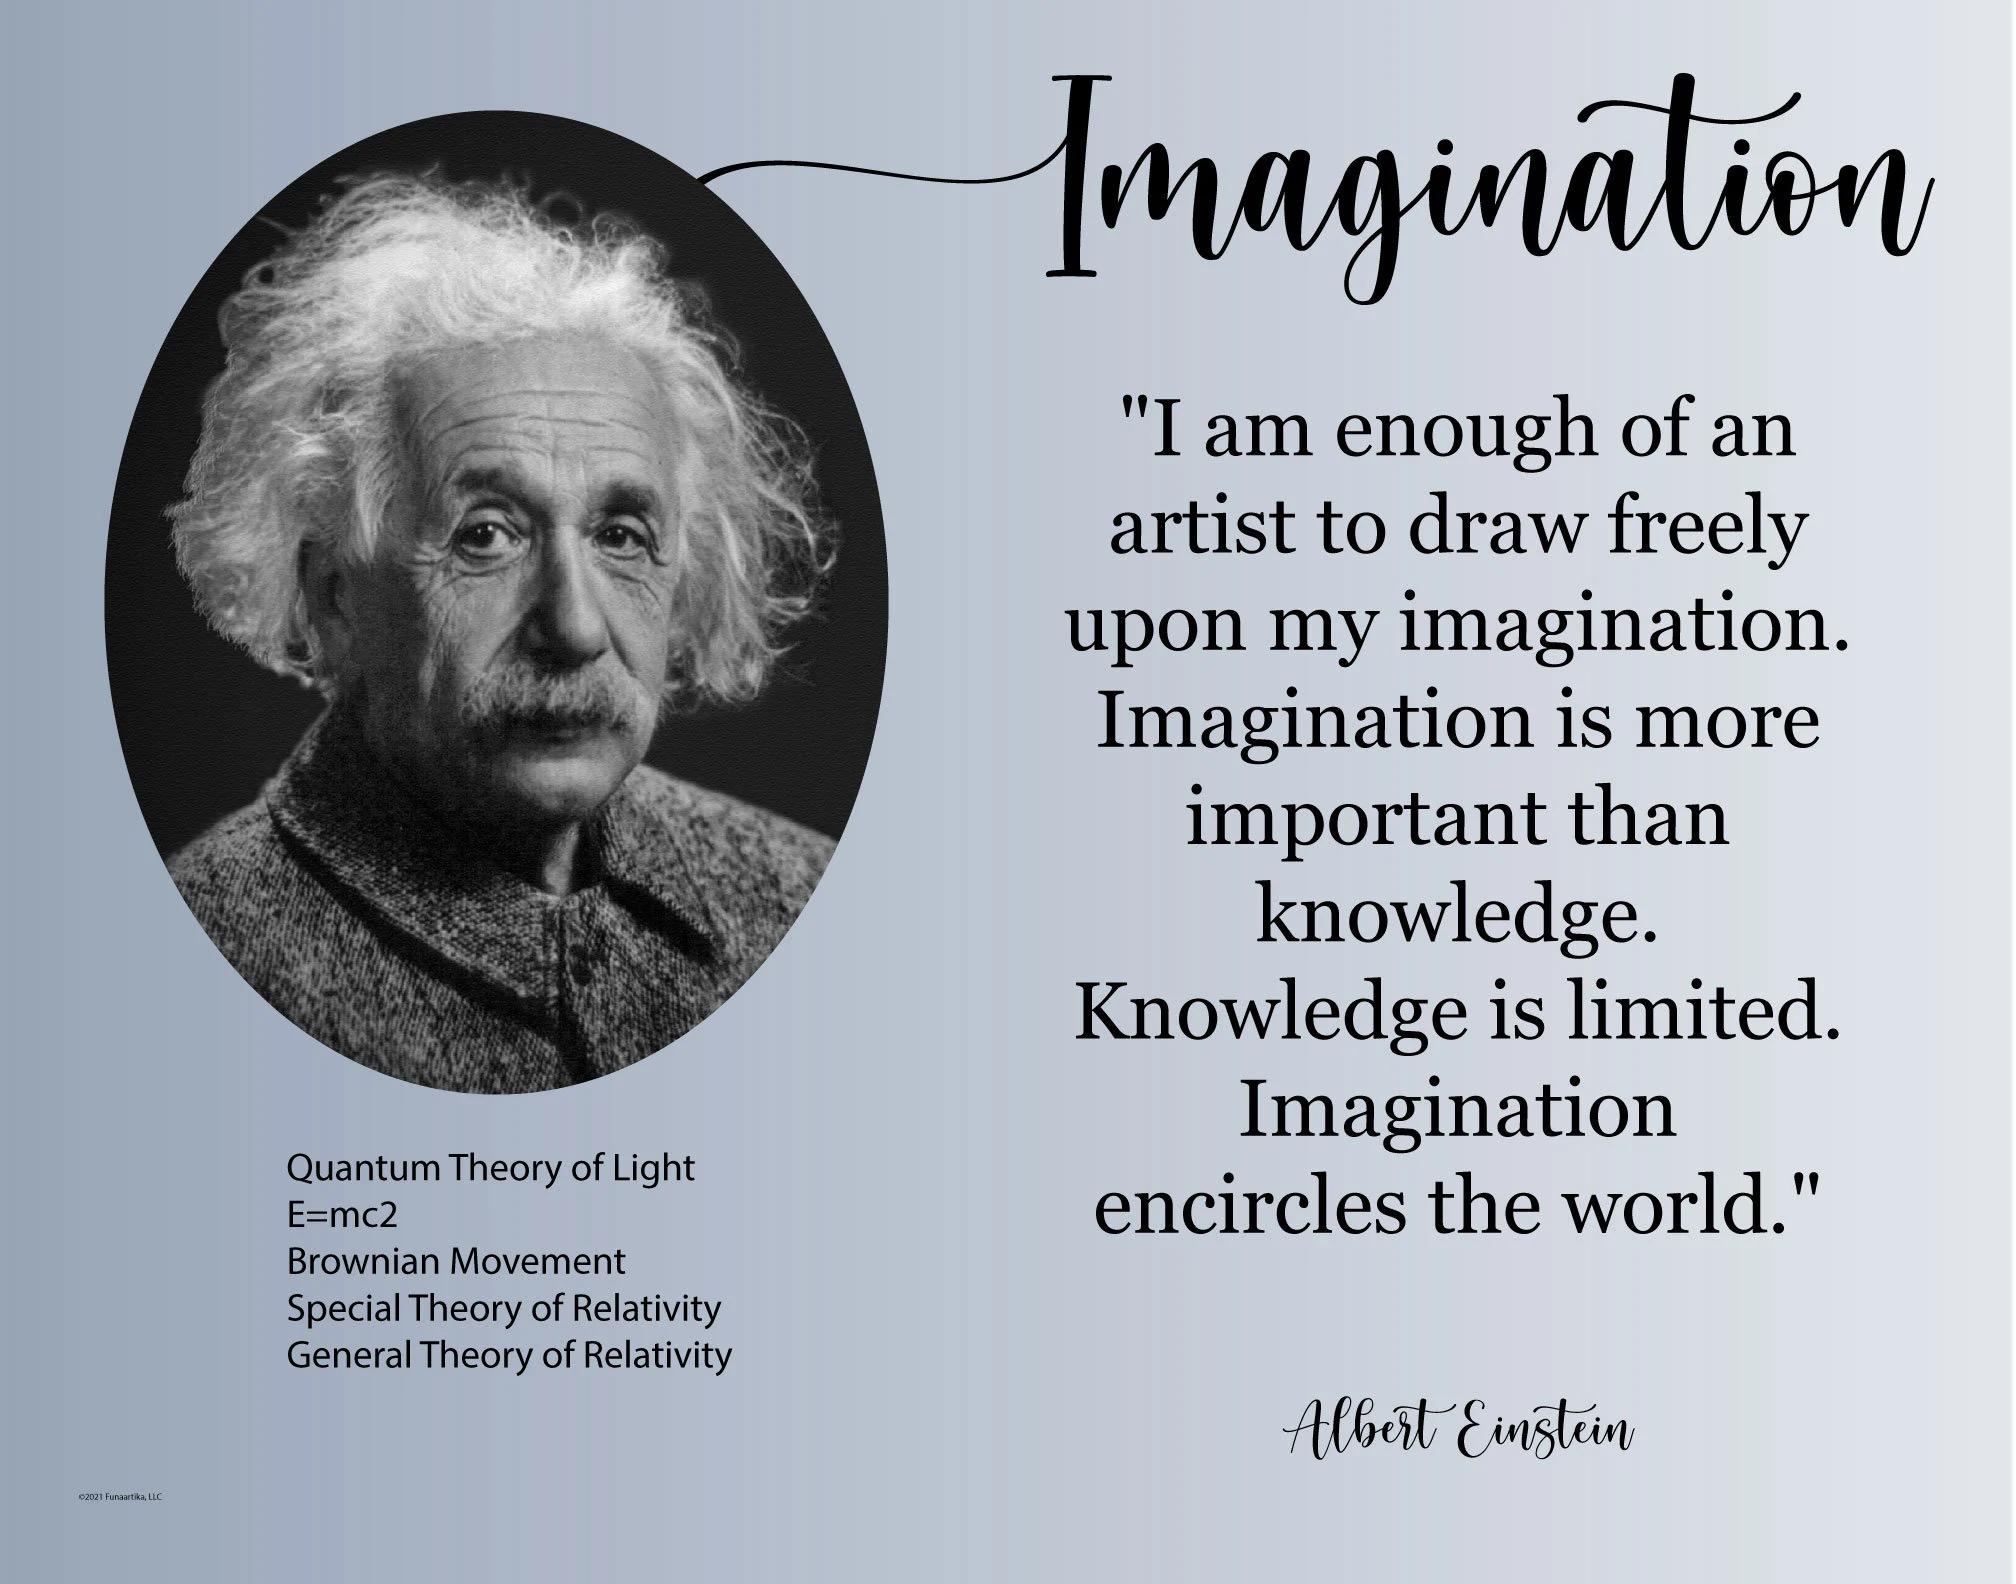 Imagination
"I am enough of an
artist to draw freely
upon my imagination.
Imagination is more
important than
knowledge.
Knowledge is limited.
Imagination
encircles the world."
Albert Einstein
Quantum Theory of Light
E=mc2
Brownian Movement
Special Theory of Relativity
General Theory of Relativity
©2021 Funaartika, LLC